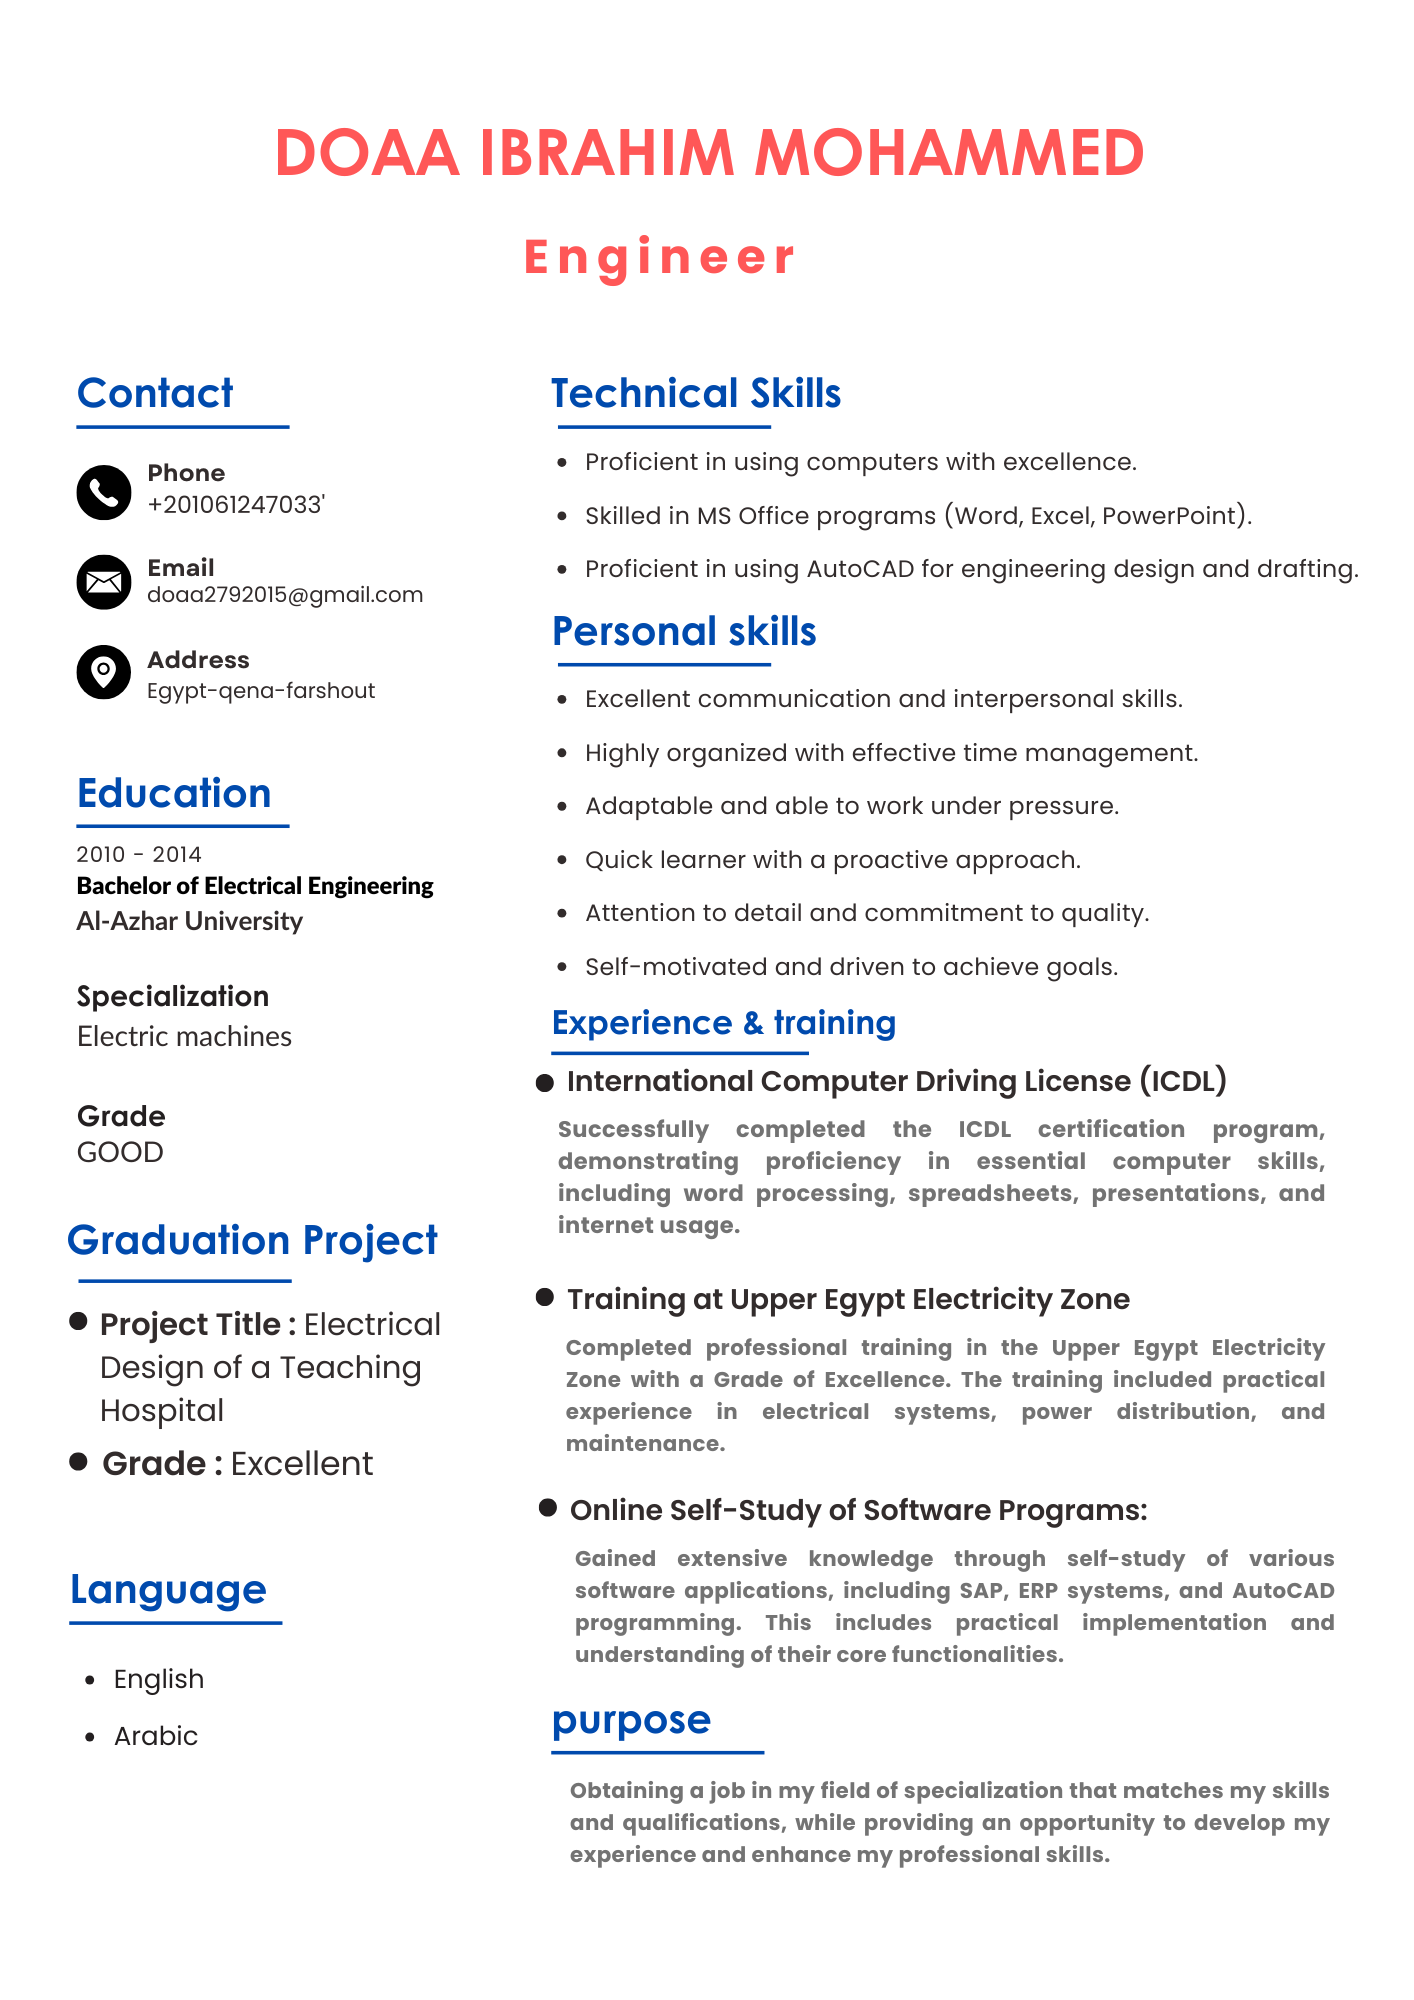 DOAA IBRAHIM MOHAMMED
Engineer
Contact
Phone
+201061247033'
Email
doaa2792015@gmail.com
Address
Egypt-qena-farshout
Education
2010 - 2014
Bachelor of Electrical Engineering
Al-Azhar University
Specialization
Electric machines
Grade
GOOD
Graduation Project
• Project Title : Electrical
Design of a Teaching
Hospital
• Grade : Excellent
Language
• English
• Arabic
Technical Skills
• Proficient in using computers with excellence.
• Skilled in MS Office programs (Word, Excel, PowerPoint).
• Proficient in using AutoCAD for engineering design and drafting.
Personal skills
• Excellent communication and interpersonal skills.
• Highly organized with effective time management.
• Adaptable and able to work under pressure.
• Quick learner with a proactive approach.
• Attention to detail and commitment to quality.
• Self-motivated and driven to achieve goals.
Experience & training
• International Computer Driving License (ICDL)
Successfully completed the ICDL certification program,
demonstrating proficiency in essential computer skills,
including word processing, spreadsheets, presentations, and
internet usage.
• Training at Upper Egypt Electricity Zone
Completed professional training in the Upper Egypt Electricity
Zone with a Grade of Excellence. The training included practical
experience in electrical systems, power distribution, and
maintenance.
• Online Self-Study of Software Programs:
Gained extensive knowledge through self-study of various
software applications, including SAP, ERP systems, and AutoCAD
programming. This includes practical implementation and
understanding of their core functionalities.
purpose
Obtaining a job in my field of specialization that matches my skills
and qualifications, while providing an opportunity to develop my
experience and enhance my professional skills.